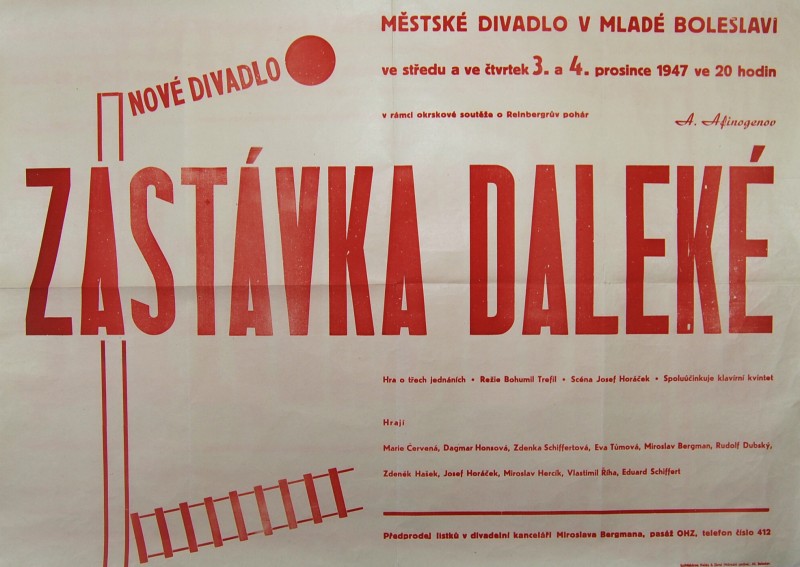 MĚSTSKÉ DIVADLO V MLADÉ BOLESLAVI
NOVÉ DIVADLO
ve středu a ve čtvrtek 3. a 4. prosince 1947 ve 20 hodin
v rámci okrskové soutěže o Reinbergrův pohár
A. Afinogenov
ZASTÁVKA DALEKÉ
Hra o třech jednáních • Režie Bohumil Trefil • Scéna Josef Horáček • Spoluúčinkuje klavírní kvintet
Hrají
Marie Červená, Dagmar Honsová, Zdenka Schiffertová, Eva Tůmová, Miroslav Bergman, Rudolf Dubský,
Zdeněk Hašek, Josef Horáček, Miroslav Hercík, Vlastimil Říha, Eduard Schiffert
Předprodej lístků v divadelní kanceláři Miroslava Bergmana, pasáž OHZ, telefon číslo 412